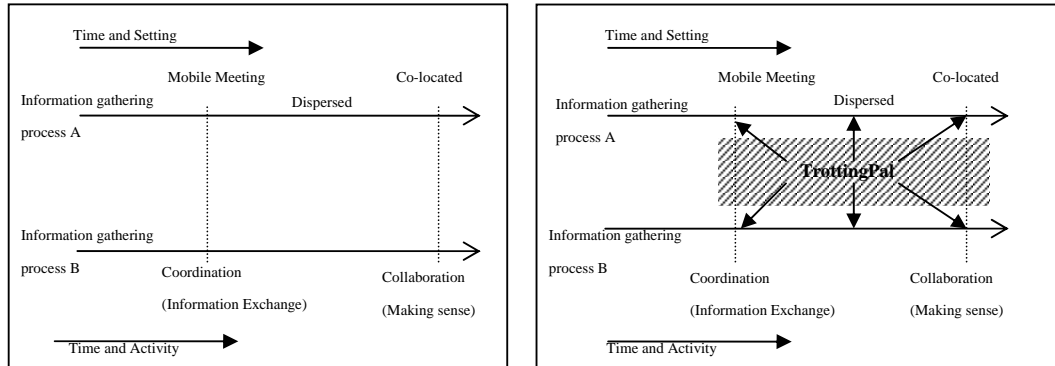 Time and Setting
Mobile Meeting
Co-located
Information gathering
Dispersed
process A
Information gathering
process B
Coordination
Collaboration
(Information Exchange)
(Making sense)
Time and Activity
Time and Setting
Mobile Meeting
Co-located
Information gathering
Dispersed
process A
TrottingPal
Information gathering
process B
Coordination
Collaboration
(Information Exchange)
(Making sense)
Time and Activity